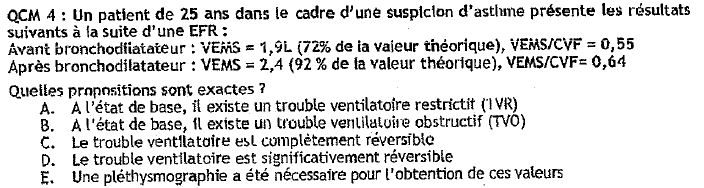 QCM 4 : Un patient de 25 ans dans le cadre d'une suspicion d'asthme présente les résultats
suivants à la suite d'une EFR :
Avant bronchodilatateur : VEMS = 1,9L (72% de la valeur théorique), VEMS/CVF = 0,55
Après bronchodilatateur : VEMS = 2,4 (92 % de la valeur théorique), VEMS/CVF= 0,64
Quelles propositions sont exactes ?
A. A l'état de base, il existe un trouble ventilatoire restrictif (TVR)
B. A l'état de base, il existe un trouble ventilatoire obstructif (TVO)
C. Le trouble ventilatoire est complètement réversible
D. Le trouble ventilatoire est significativement réversible
E. Une pléthysmographie a été nécessaire pour l'obtention de ces valeurs